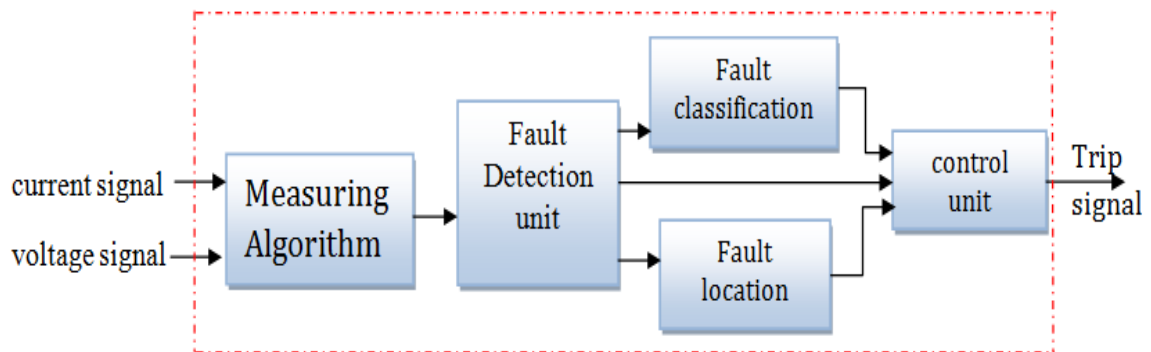 current signal
voltage signal
Measuring
Algorithm
Fault
Detection
unit
Fault
classification
Fault
location
control
unit
Trip
signal